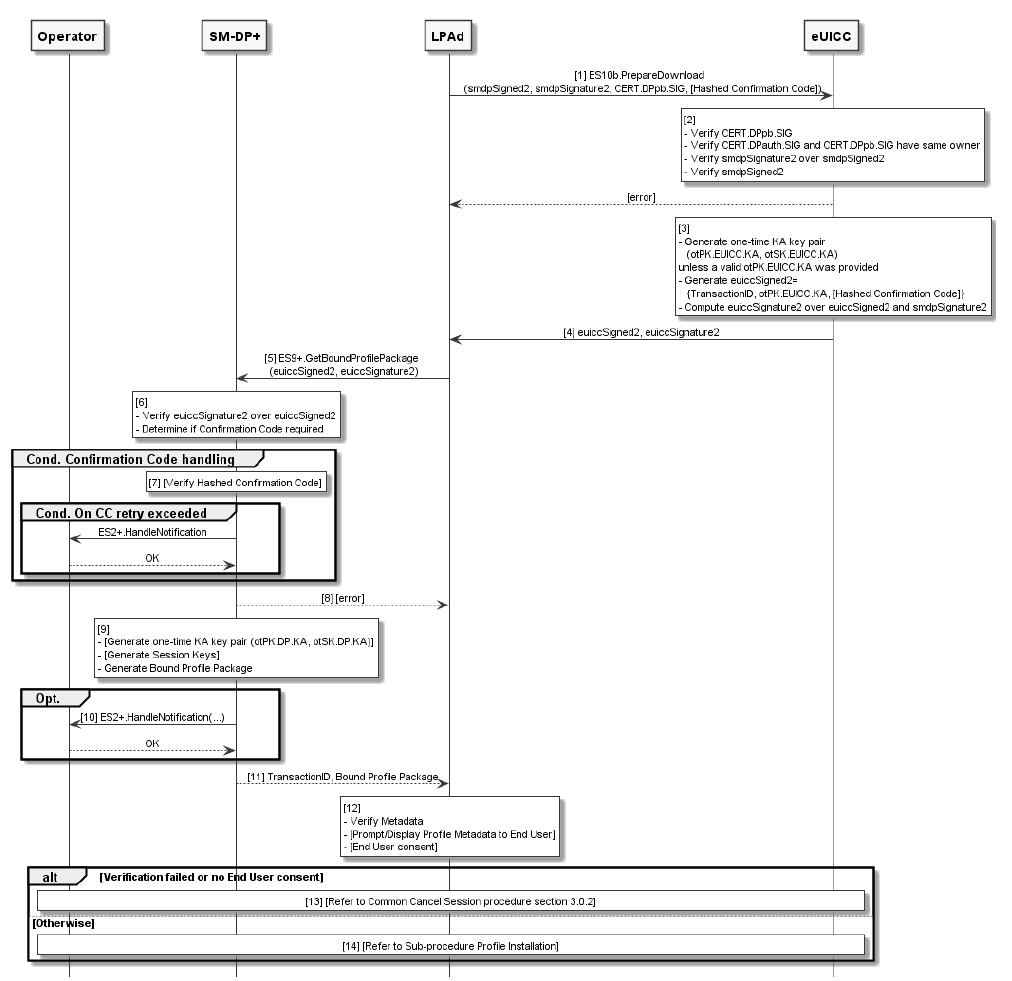 Operator
SM-DP+
LPAd
eUICC
[1] ES10b.PrepareDownload
(smdpSigned2, smdpSignature2, CERT.DPpb.SIG, [Hashed Confirmation Code])
[2]
- Verify CERT.DPpb.SIG
- Verify CERT.DPauth.SIG and CERT.DPpb.SIG have same owner
- Verify smdpSignature2 over smdpSigned2
- Verify smdpSigned2
[error]
[3]
- Generate one-time KA key pair
(otPK.EUICC.KA, otSK.EUICC.KA)
unless a valid otPK.EUICC.KA was provided
- Generate euiccSigned2=
{TransactionID, otPK.EUICC.KA, [Hashed Confirmation Code]}
- Compute euiccSignature2 over euiccSigned2 and smdpSignature2
[4] euiccSigned2, euiccSignature2
[5] ES9+.GetBoundProfilePackage
(euiccSigned2, euiccSignature2)
[6]
- Verify euiccSignature2 over euiccSigned2
- Determine if Confirmation Code required
Cond. Confirmation Code handling
[7] [Verify Hashed Confirmation Code]
Cond. On CC retry exceeded
ES2+.HandleNotification
OK
[8] [error]
[9]
- [Generate one-time KA key pair (otPK.DP.KA, otSK.DP.KA)]
- [Generate Session Keys]
- Generate Bound Profile Package
Opt.
[10] ES2+.HandleNotification(...)
OK
[11] TransactionID, Bound Profile Package
[12]
- Verify Metadata
- [Prompt/Display Profile Metadata to End User]
- [End User consent]
alt [Verification failed or no End User consent]
[13] [Refer to Common Cancel Session procedure section 3.0.2]
[Otherwise]
[14] [Refer to Sub-procedure Profile Installation]